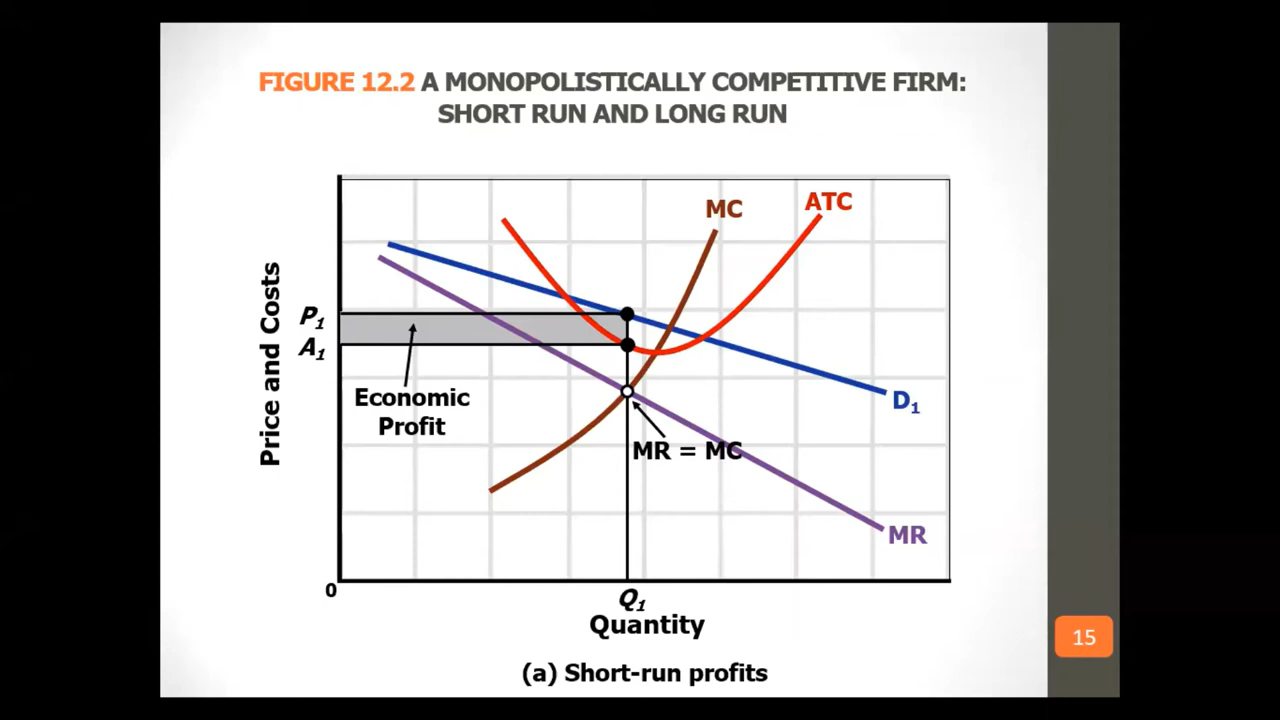 FIGURE 12.2 A MONOPOLISTICALLY COMPETITIVE FIRM:
SHORT RUN AND LONG RUN
MC
ATC
Price and Costs
P1
A1
Economic
Profit
D1
MR = MC
MR
0
Q1
Quantity
15
(a) Short-run profits